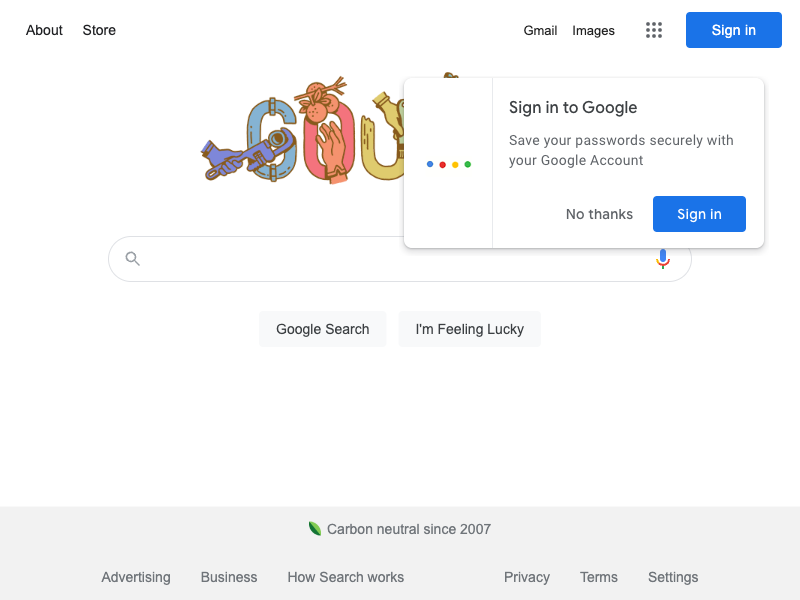 About Store Gmail Images Sign in
Sign in to Google
Save your passwords securely with
your Google Account
No thanks Sign in
Google Search I'm Feeling Lucky
Carbon neutral since 2007
Advertising Business How Search works Privacy Terms Settings